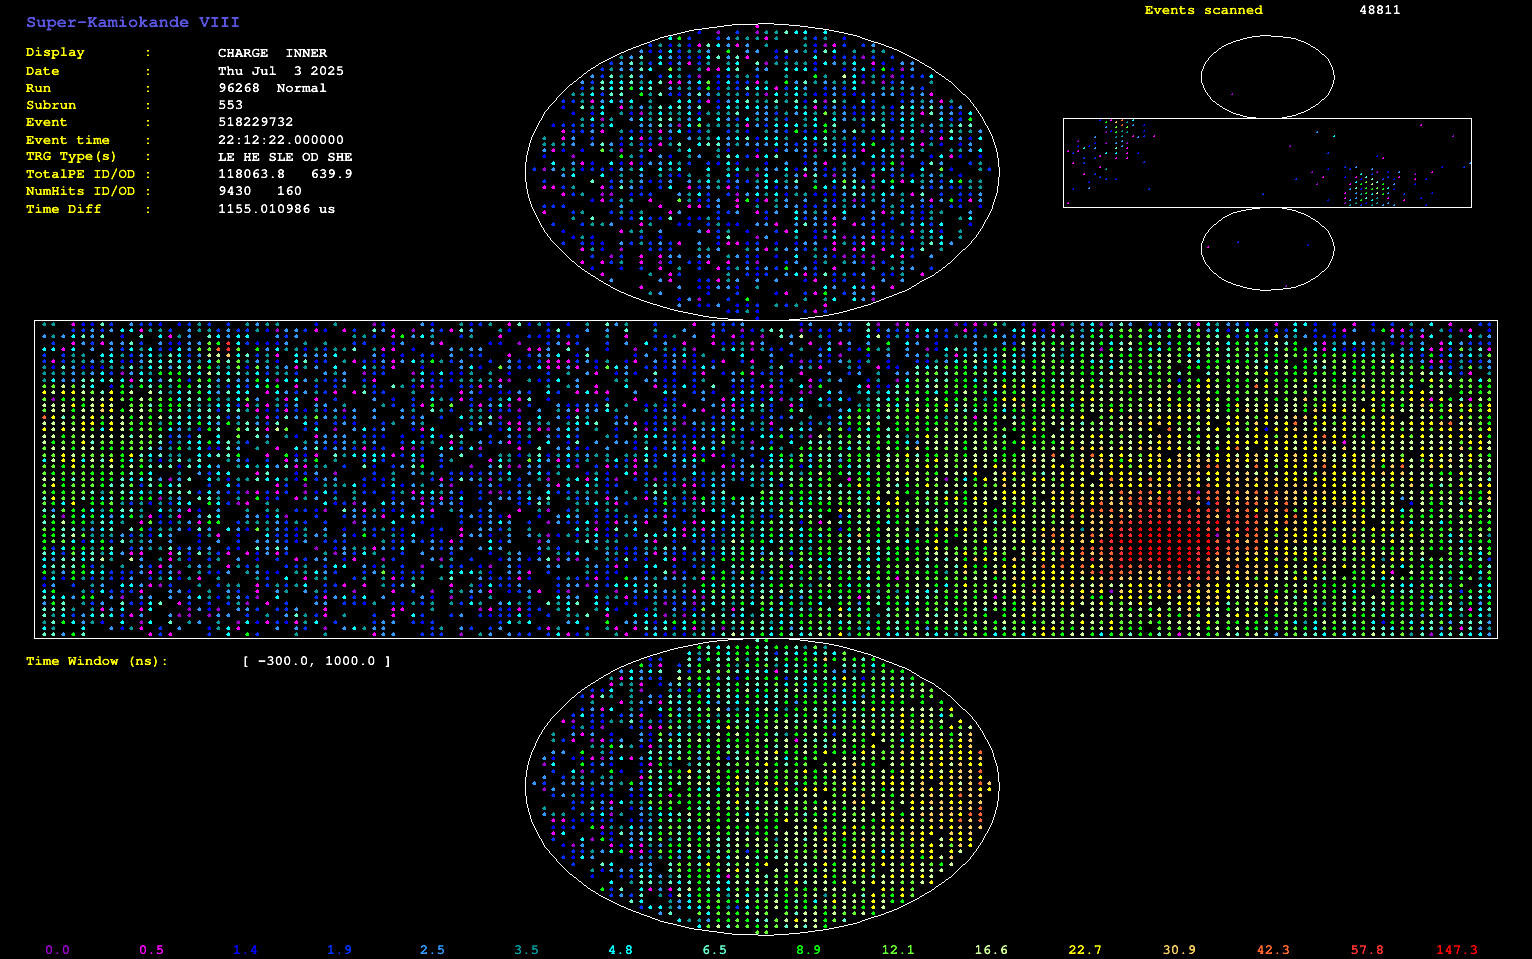 Super-Kamiokande VIII
Events scanned 48811
Display : CHARGE INNER
Date : Thu Jul 3 2025
Run : 96268 Normal
Subrun : 553
Event : 518229732
Event time : 22:12:22.000000
TRG Type(s) : LE HE SLE OD SHE
TotalPE ID/OD : 118063.8 639.9
NumHits ID/OD : 9430 160
Time Diff : 1155.010986 us
Time Window (ns): [ -300.0, 1000.0 ]
0.0 0.5 1.4 1.9 2.5 3.5 4.8 6.5 8.9 12.1 16.6 22.7 30.9 42.3 57.8 147.3